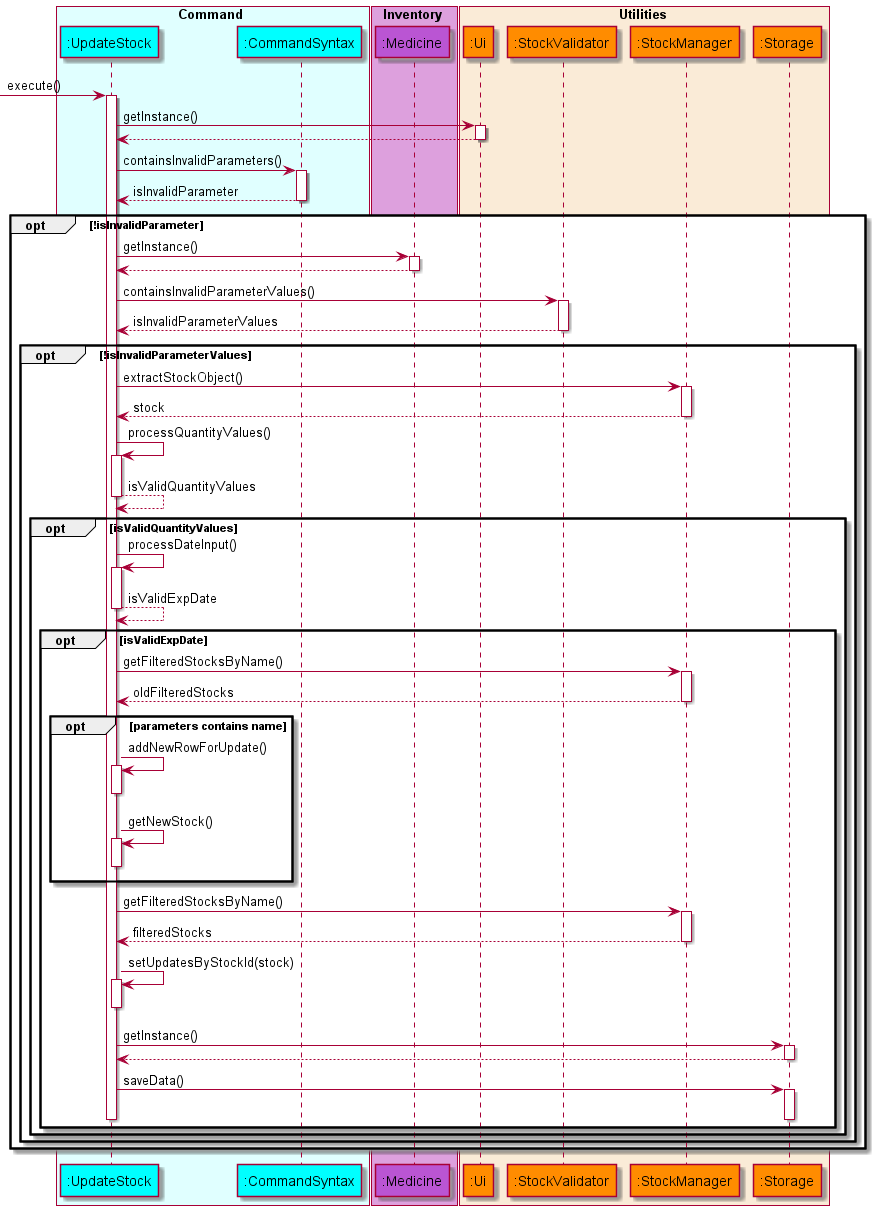 Command Inventory Utilities
:UpdateStock :CommandSyntax :Medicine :Ui :StockValidator :StockManager :Storage
execute()
getInstance()
containsInvalidParameters()
isInvalidParameter
opt [!isInvalidParameter]
getInstance()
containsInvalidParameterValues()
isInvalidParameterValues
opt [!isInvalidParameterValues]
extractStockObject()
stock
processQuantityValues()
isValidQuantityValues
opt [isValidQuantityValues]
processDateInput()
isValidExpDate
opt [isValidExpDate]
getFilteredStocksByName()
oldFilteredStocks
opt [parameters contains name]
addNewRowForUpdate()
getNewStock()
getFilteredStocksByName()
filteredStocks
setUpdatesByStockId(stock)
getInstance()
saveData()
:UpdateStock :CommandSyntax :Medicine :Ui :StockValidator :StockManager :Storage